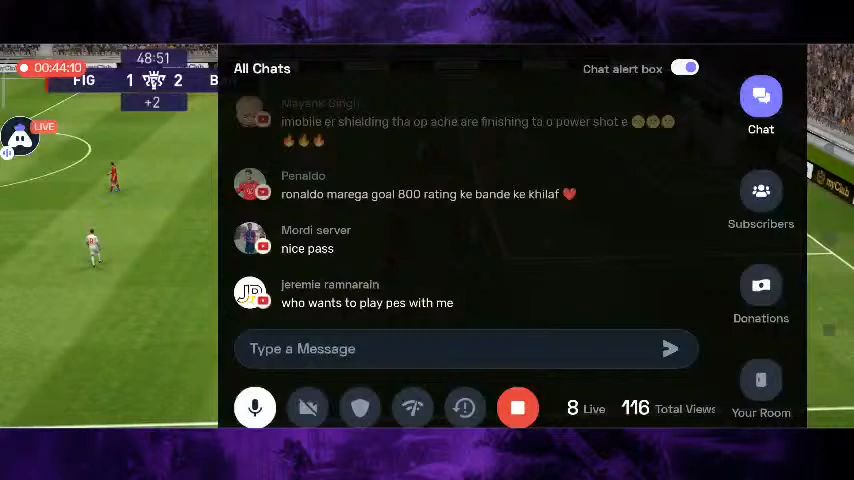 00:44:10
48:51
FIG 1 2 B
+2
LIVE
All Chats
Chat alert box
Mayank Singh
imobile er shielding tha op ache are finishing ta o power shot e 🥺🥺🥺
🔥🔥🔥
Penaldo
ronaldo marega goal 800 rating ke bande ke khilaf ❤️
Mordi server
nice pass
jeremie ramnarain
who wants to play pes with me
Type a Message
8 Live 116 Total Views
Chat
Subscribers
Donations
Your Room
myClub